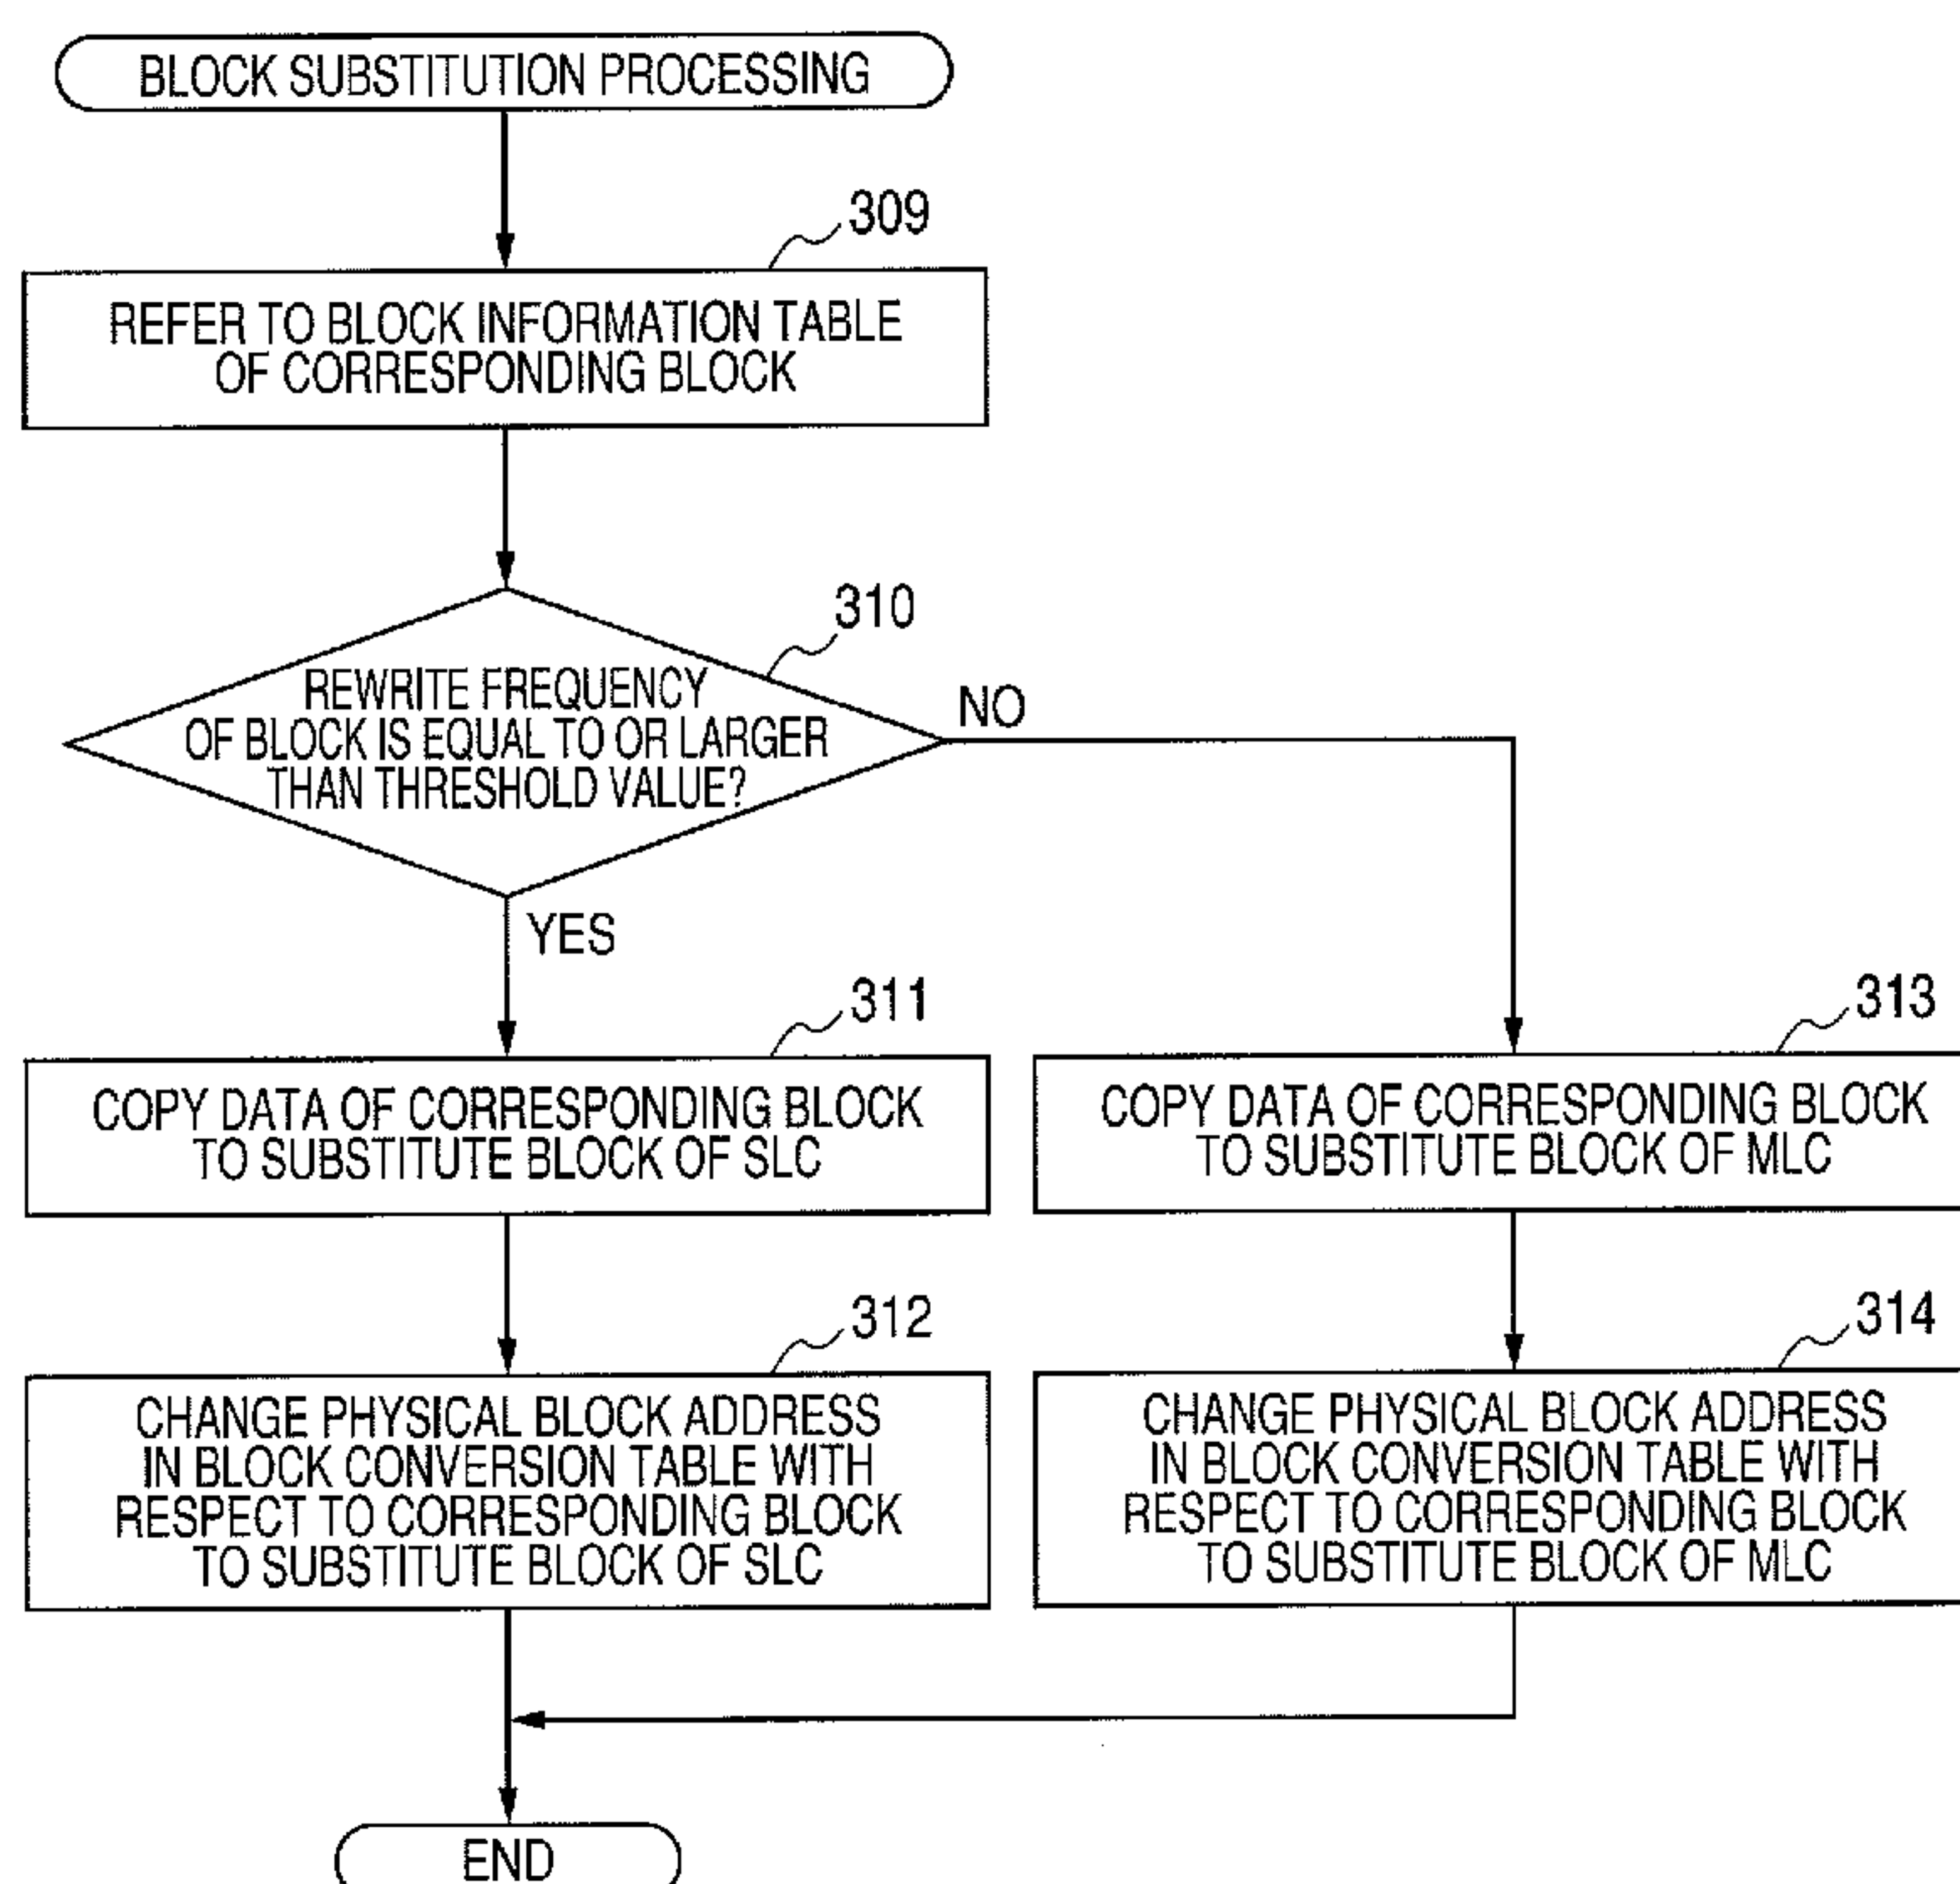 BLOCK SUBSTITUTION PROCESSING
309
REFER TO BLOCK INFORMATION TABLE
OF CORRESPONDING BLOCK
310
REWRITE FREQUENCY
OF BLOCK IS EQUAL TO OR LARGER
THAN THRESHOLD VALUE?
NO
YES
311
COPY DATA OF CORRESPONDING BLOCK
TO SUBSTITUTE BLOCK OF SLC
313
COPY DATA OF CORRESPONDING BLOCK
TO SUBSTITUTE BLOCK OF MLC
312
CHANGE PHYSICAL BLOCK ADDRESS
IN BLOCK CONVERSION TABLE WITH
RESPECT TO CORRESPONDING BLOCK
TO SUBSTITUTE BLOCK OF SLC
314
CHANGE PHYSICAL BLOCK ADDRESS
IN BLOCK CONVERSION TABLE WITH
RESPECT TO CORRESPONDING BLOCK
TO SUBSTITUTE BLOCK OF MLC
END